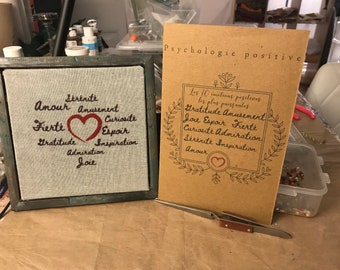 Sérénité
Amour Amusement
Curiosité
Fierté Espoir
Gratitude Inspiration
Admiration
Joie
Psychologie positive
Les 10 émotions positives
les plus puissantes
Gratitude Amusement
Joie Espoir Fierté
Curiosité Admiration
Sérénité Inspiration
Amour